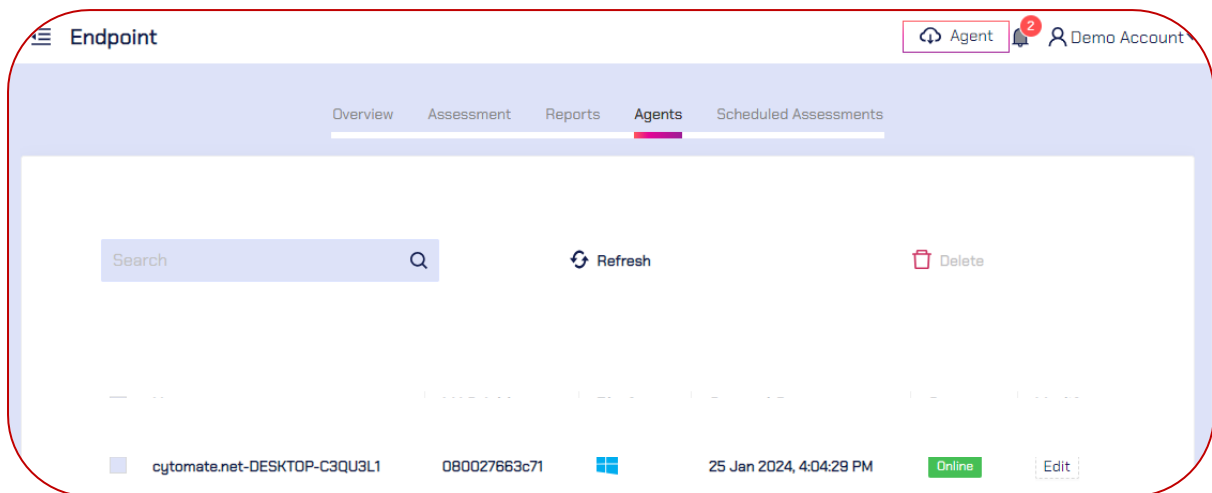 Endpoint
Agent
2
Demo Account
Overview Assessment Reports Agents Scheduled Assessments
Search Refresh Delete
cytomate.net-DESKTOP-C3QU3L1 080027663c71 25 Jan 2024, 4:04:29 PM Online Edit